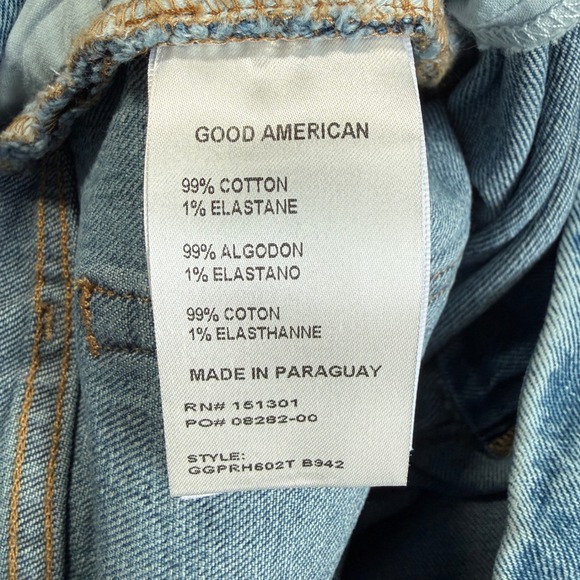 GOOD AMERICAN
99% COTTON
1% ELASTANE
99% ALGODON
1% ELASTANO
99% COTON
1% ELASTHANNE
MADE IN PARAGUAY
RN# 151301
PO# 08282-00
STYLE:
GGPRH602T B942